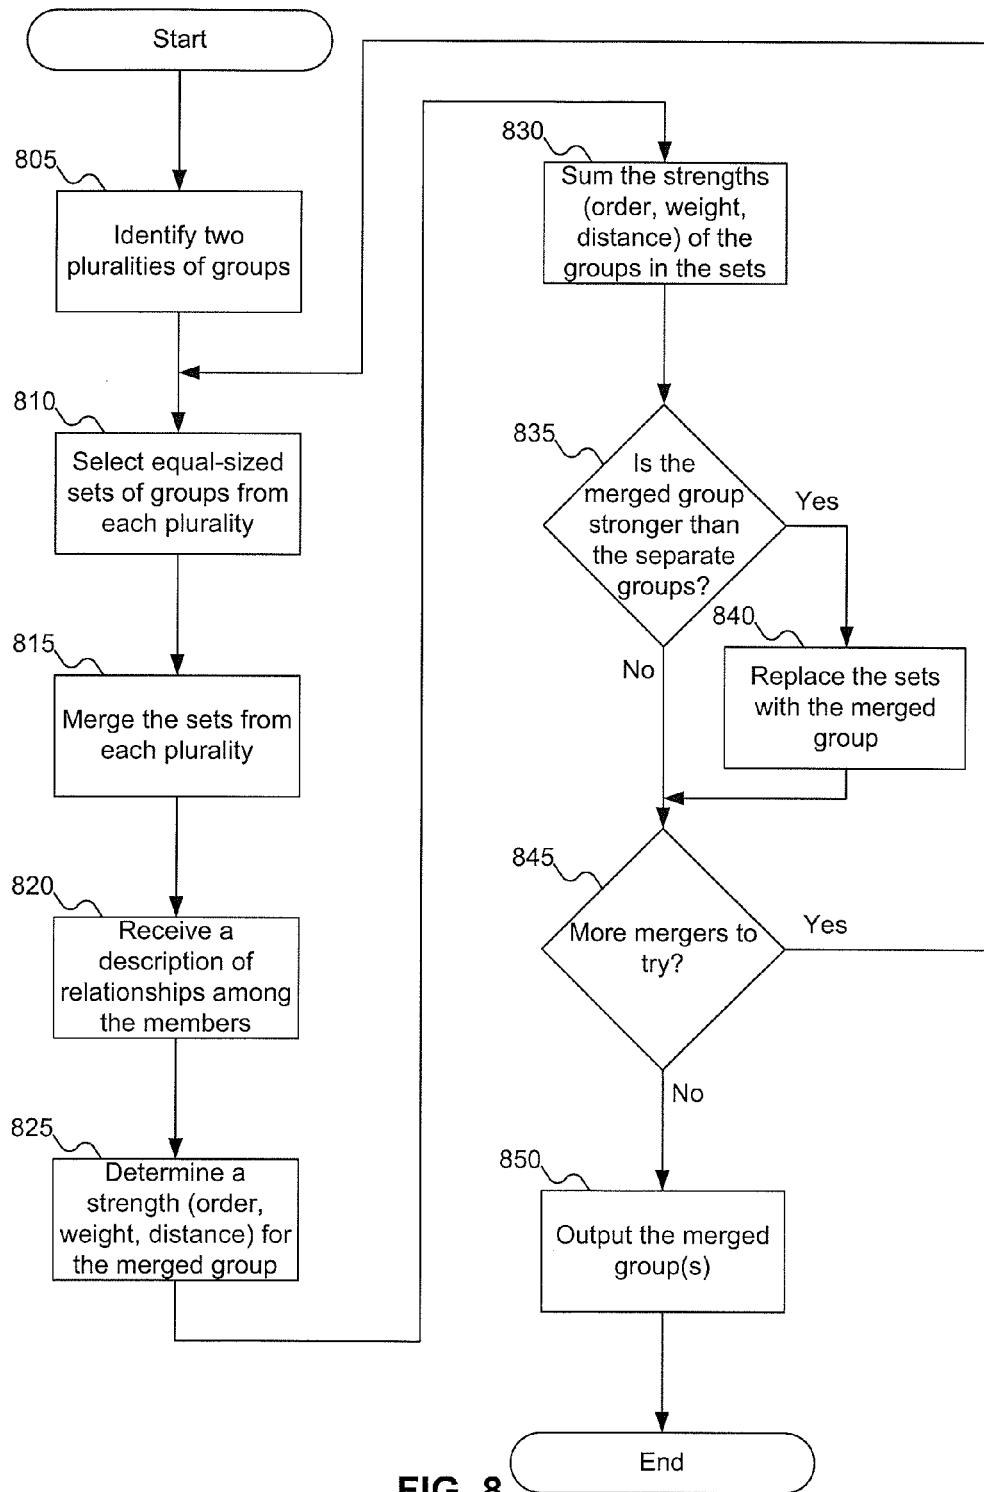 Start
805
Identify two
pluralities of groups
810
Select equal-sized
sets of groups from
each plurality
815
Merge the sets from
each plurality
820
Receive a
description of
relationships among
the members
825
Determine a
strength (order,
weight, distance) for
the merged group
830
Sum the strengths
(order, weight,
distance) of the
groups in the sets
835
Is the
merged group
stronger than
the separate
groups?
Yes
No
840
Replace the sets
with the merged
group
845
More mergers to
try?
Yes
No
850
Output the merged
group(s)
End
FIG. 8